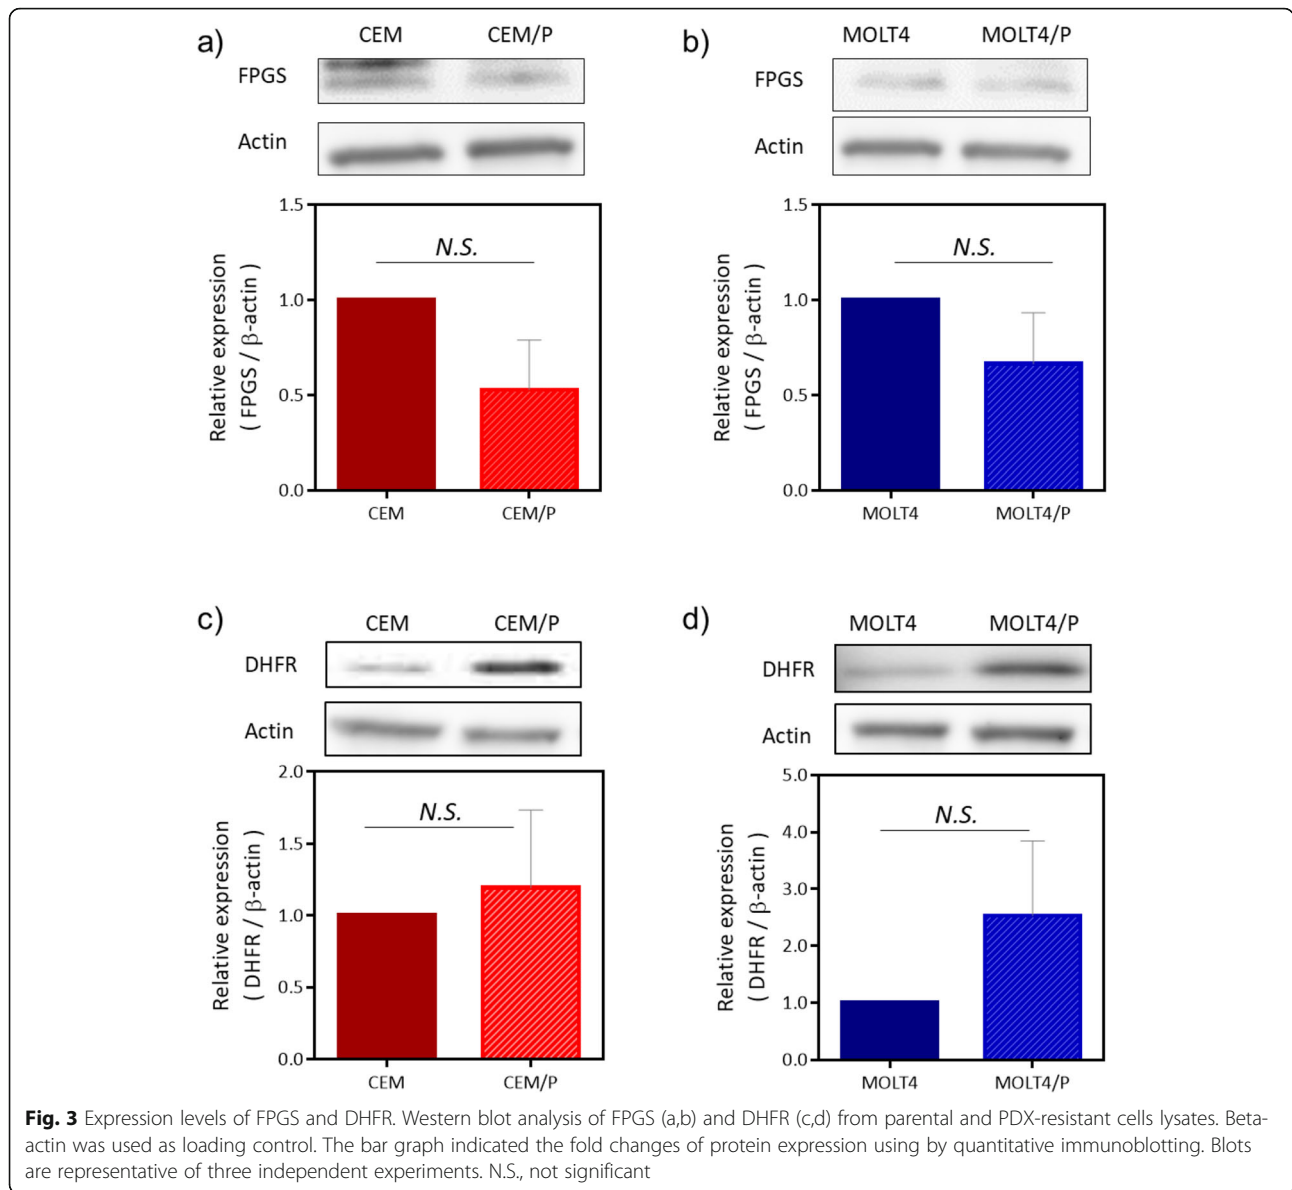 a)
CEM CEM/P
FPGS
Actin
1.5
1.0
0.5
0.0
Relative expression
( FPGS / β-actin )
N.S.
CEM CEM/P
b)
MOLT4 MOLT4/P
FPGS
Actin
1.5
1.0
0.5
0.0
Relative expression
( FPGS / β-actin )
N.S.
MOLT4 MOLT4/P
c)
CEM CEM/P
DHFR
Actin
2.0
1.5
1.0
0.5
0.0
Relative expression
( DHFR / β-actin )
N.S.
CEM CEM/P
d)
MOLT4 MOLT4/P
DHFR
Actin
5.0
4.0
3.0
2.0
1.0
0.0
Relative expression
( DHFR / β-actin )
N.S.
MOLT4 MOLT4/P
Fig. 3 Expression levels of FPGS and DHFR. Western blot analysis of FPGS (a,b) and DHFR (c,d) from parental and PDX-resistant cells lysates. Beta-
actin was used as loading control. The bar graph indicated the fold changes of protein expression using by quantitative immunoblotting. Blots
are representative of three independent experiments. N.S., not significant